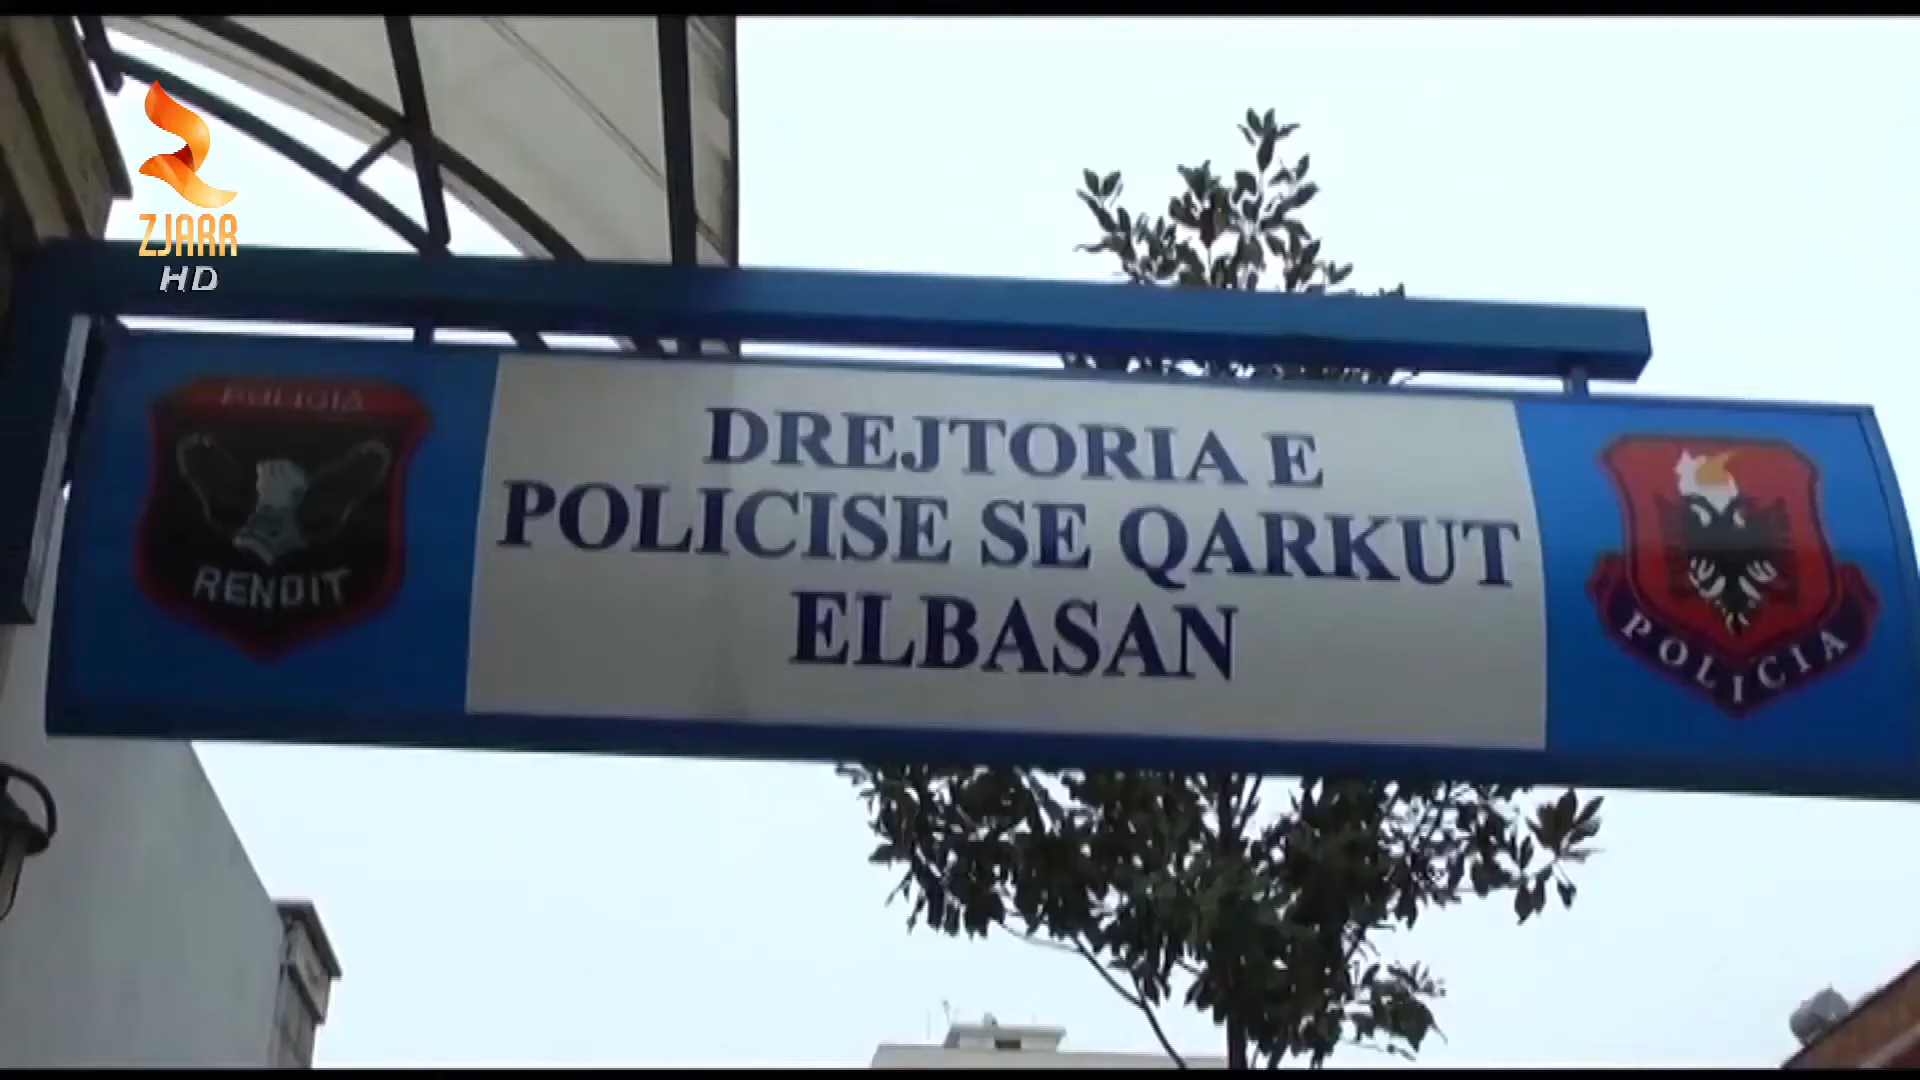 ZJARR
HD
POLICIA
RENDIT
DREJTORIA E
POLICISE SE QARKUT
ELBASAN
POLICIA